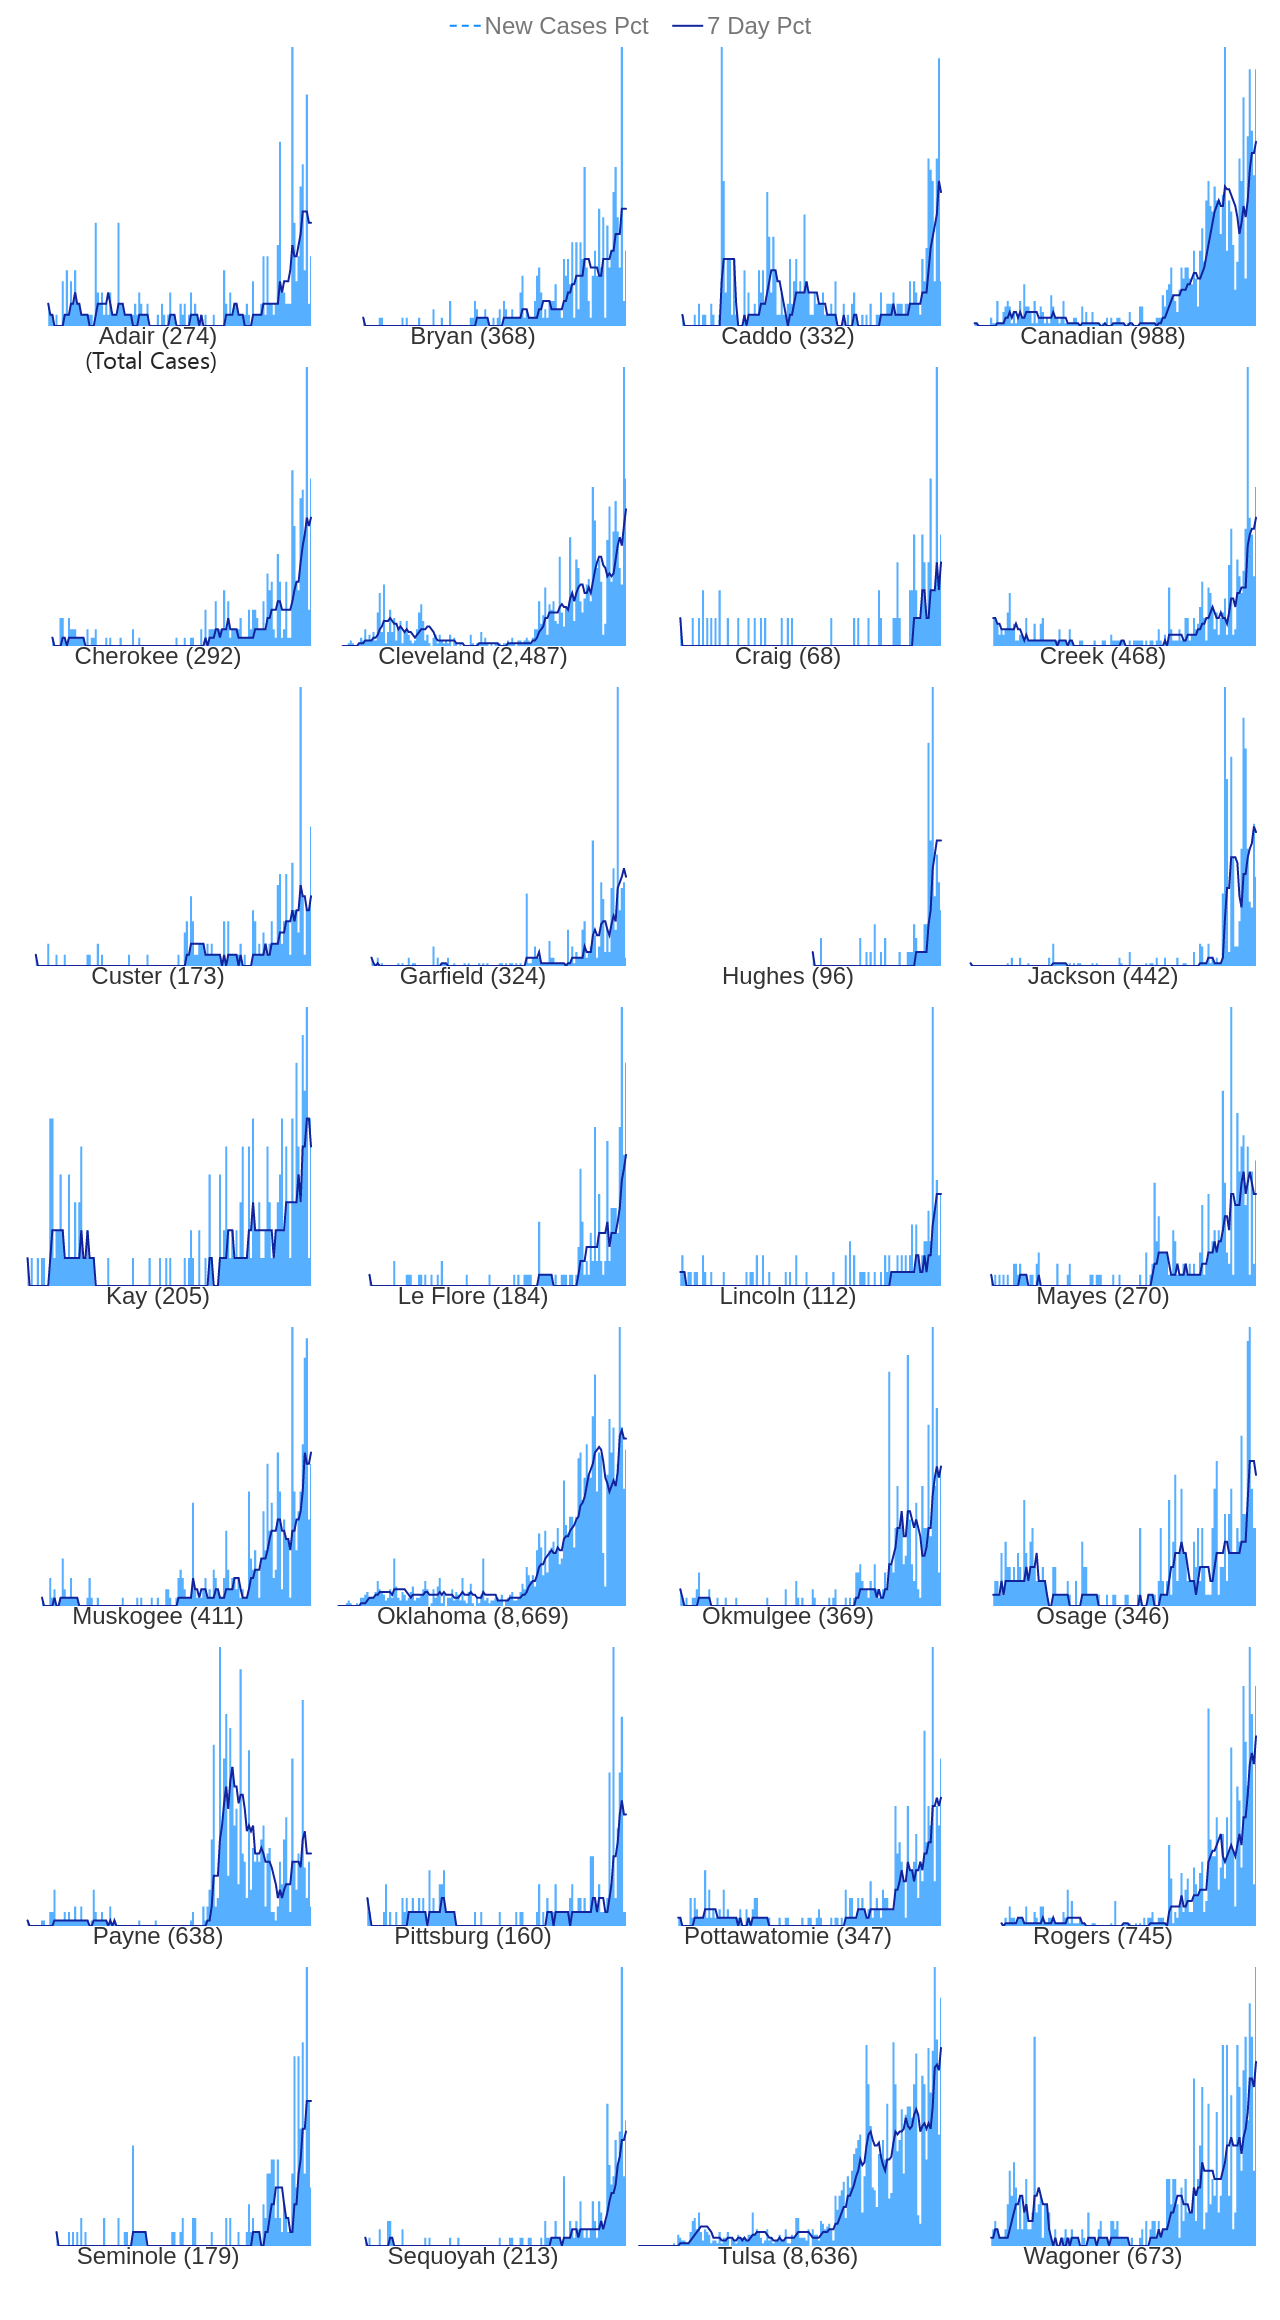 New Cases Pct 7 Day Pct
Adair (274) Bryan (368) Caddo (332) Canadian (988)
(Total Cases)
Cherokee (292) Cleveland (2,487) Craig (68) Creek (468)
Custer (173) Garfield (324) Hughes (96) Jackson (442)
Kay (205) Le Flore (184) Lincoln (112) Mayes (270)
Muskogee (411) Oklahoma (8,669) Okmulgee (369) Osage (346)
Payne (638) Pittsburg (160) Pottawatomie (347) Rogers (745)
Seminole (179) Sequoyah (213) Tulsa (8,636) Wagoner (673)